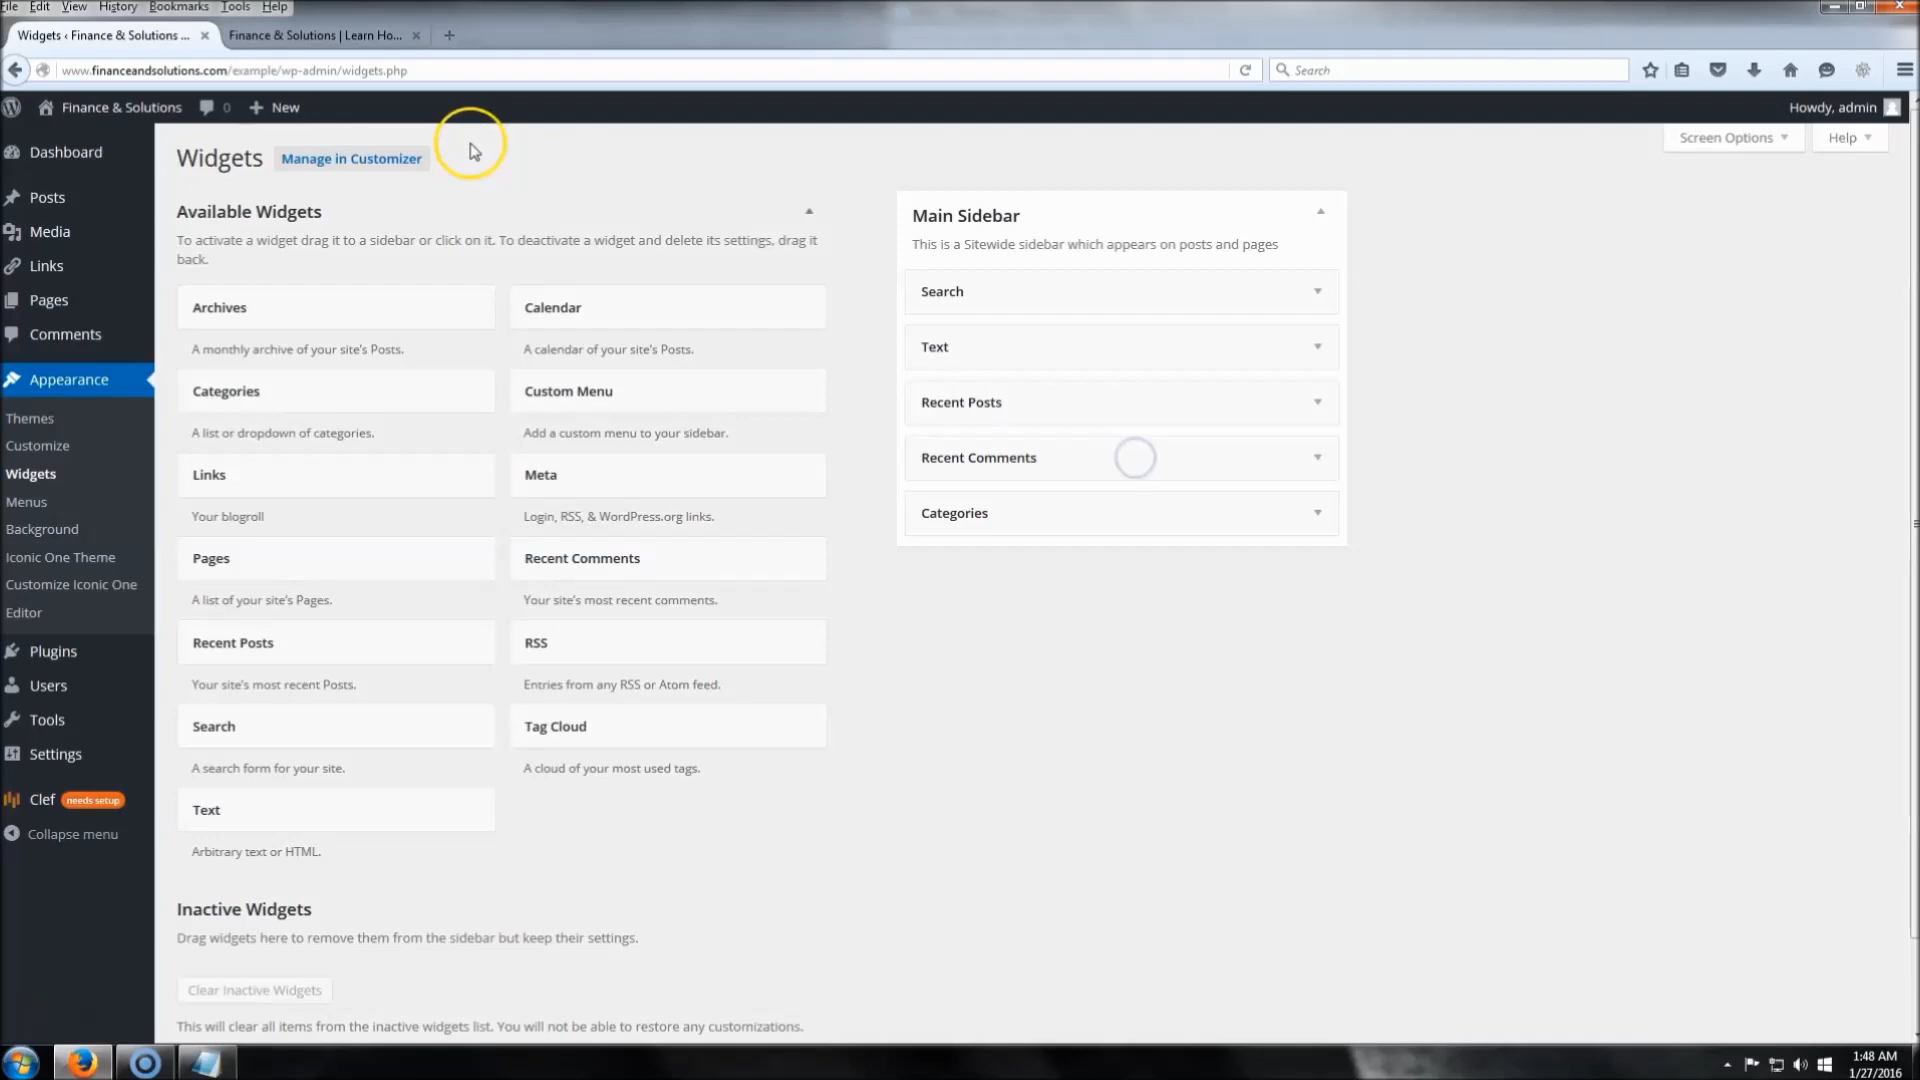 File Edit View History Bookmarks Tools Help
Widgets ‹ Finance & Solutions ...
Finance & Solutions | Learn Ho...
www.financeandsolutions.com/example/wp-admin/widgets.php
Search
Finance & Solutions 0 New
Howdy, admin
Screen Options Help
Dashboard
Posts
Media
Links
Pages
Comments
Appearance
Themes
Customize
Widgets
Menus
Background
Iconic One Theme
Customize Iconic One
Editor
Plugins
Users
Tools
Settings
Clef needs setup
Collapse menu
Widgets Manage in Customizer
Available Widgets
To activate a widget drag it to a sidebar or click on it. To deactivate a widget and delete its settings, drag it
back.
Archives
A monthly archive of your site's Posts.
Calendar
A calendar of your site's Posts.
Categories
A list or dropdown of categories.
Custom Menu
Add a custom menu to your sidebar.
Links
Your blogroll
Meta
Login, RSS, & WordPress.org links.
Pages
A list of your site's Pages.
Recent Comments
Your site's most recent comments.
Recent Posts
Your site's most recent Posts.
RSS
Entries from any RSS or Atom feed.
Search
A search form for your site.
Tag Cloud
A cloud of your most used tags.
Text
Arbitrary text or HTML.
Inactive Widgets
Drag widgets here to remove them from the sidebar but keep their settings.
Clear Inactive Widgets
This will clear all items from the inactive widgets list. You will not be able to restore any customizations.
Main Sidebar
This is a Sitewide sidebar which appears on posts and pages
Search
Text
Recent Posts
Recent Comments
Categories
1:48 AM
1/27/2016